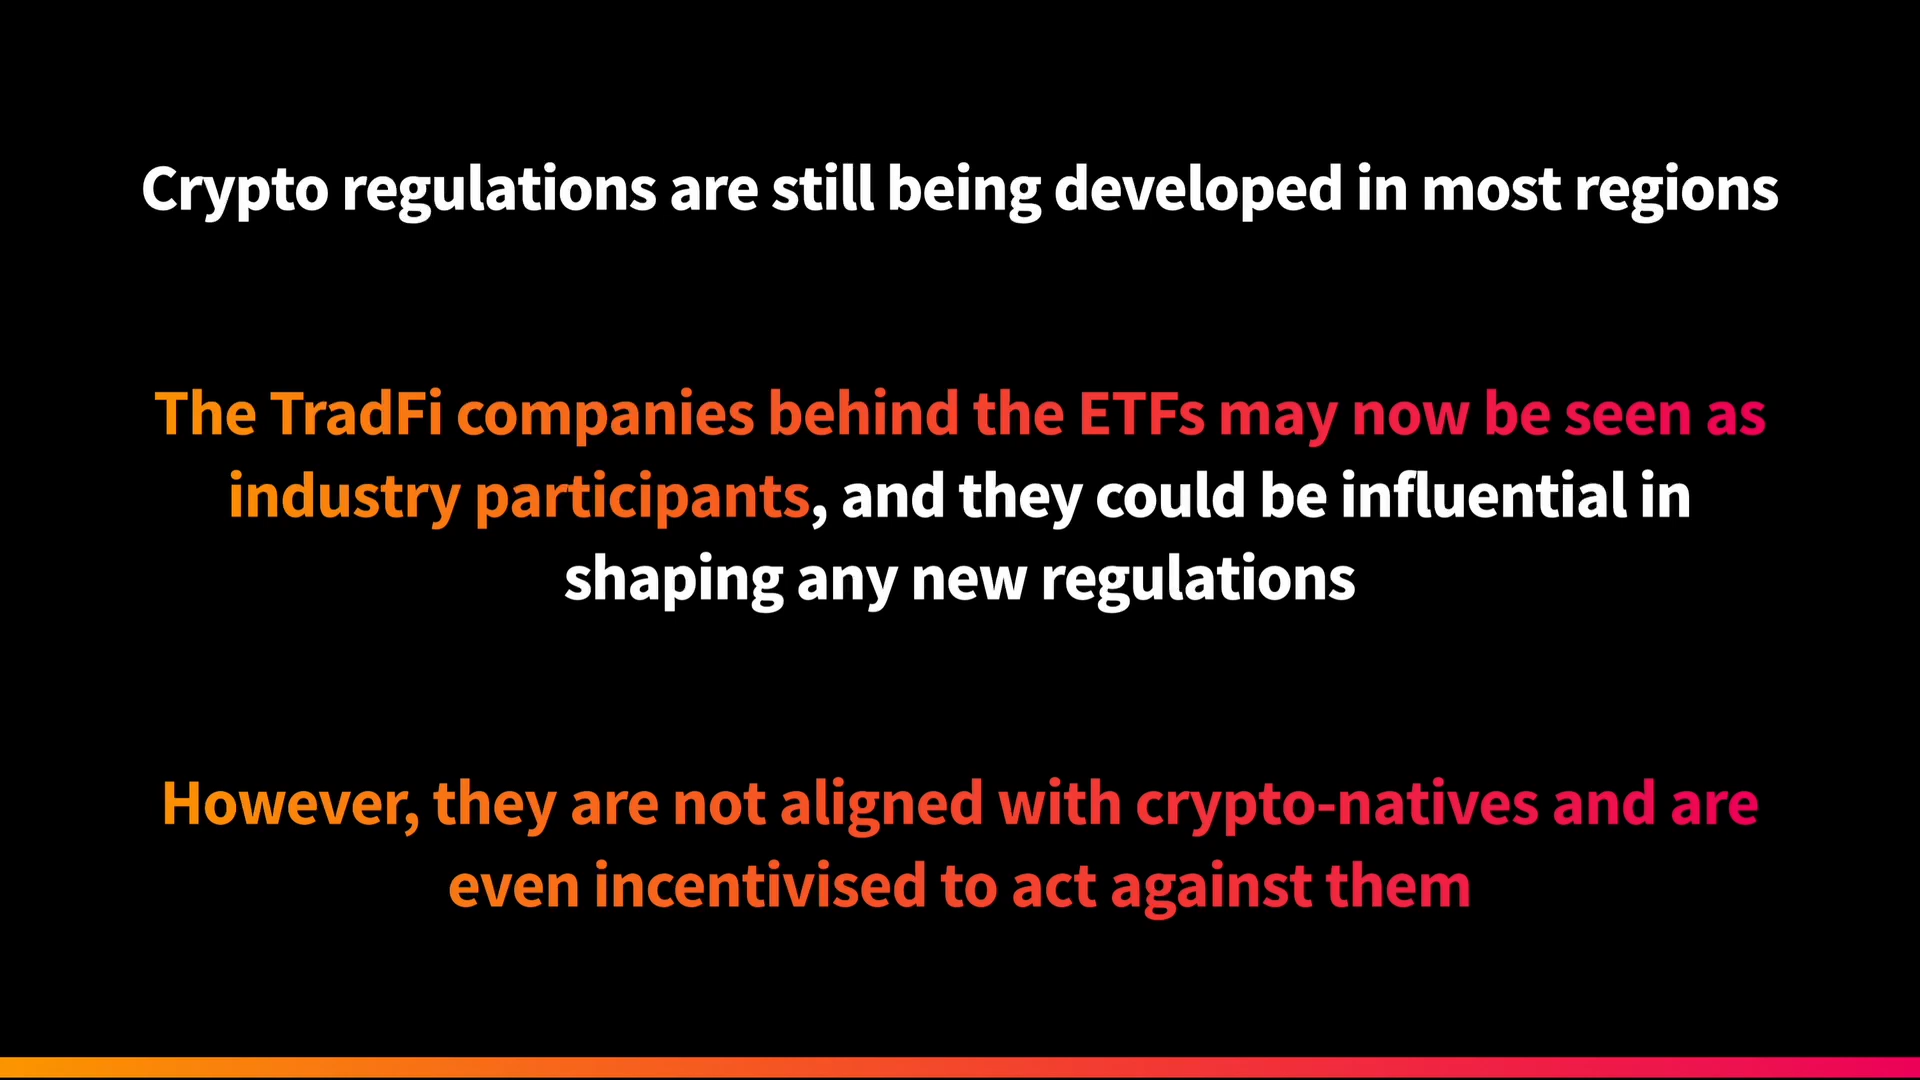 Crypto regulations are still being developed in most regions
The TradFi companies behind the ETFs may now be seen as
industry participants, and they could be influential in
shaping any new regulations
However, they are not aligned with crypto-natives and are
even incentivised to act against them